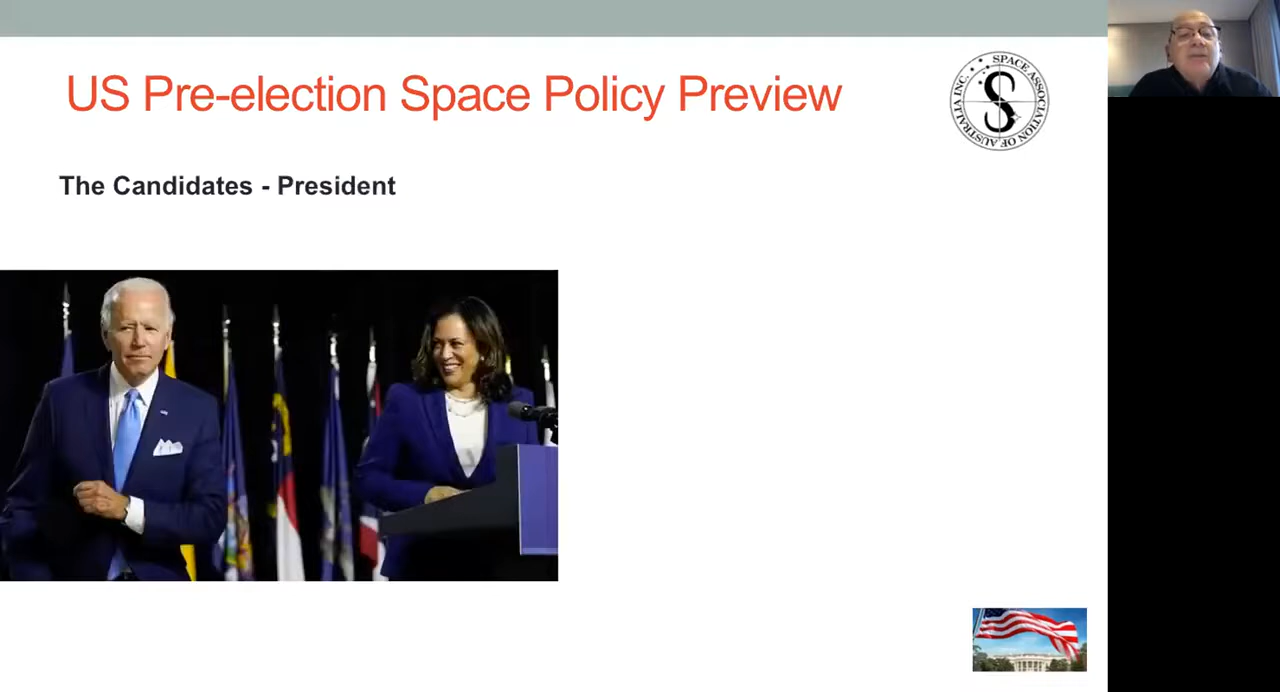 US Pre-election Space Policy Preview
SPACE ASSOCIATION OF AUSTRALIA INC.
S
The Candidates - President